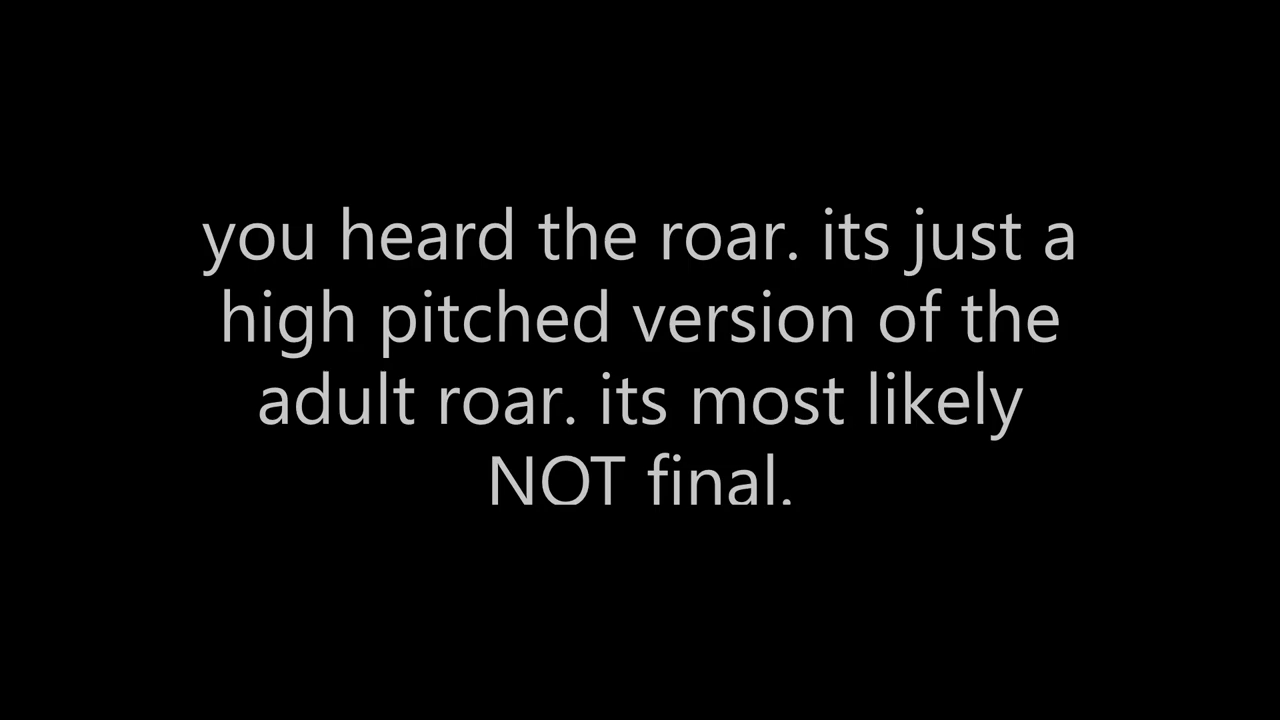 you heard the roar. its just a
high pitched version of the
adult roar. its most likely
NOT final.